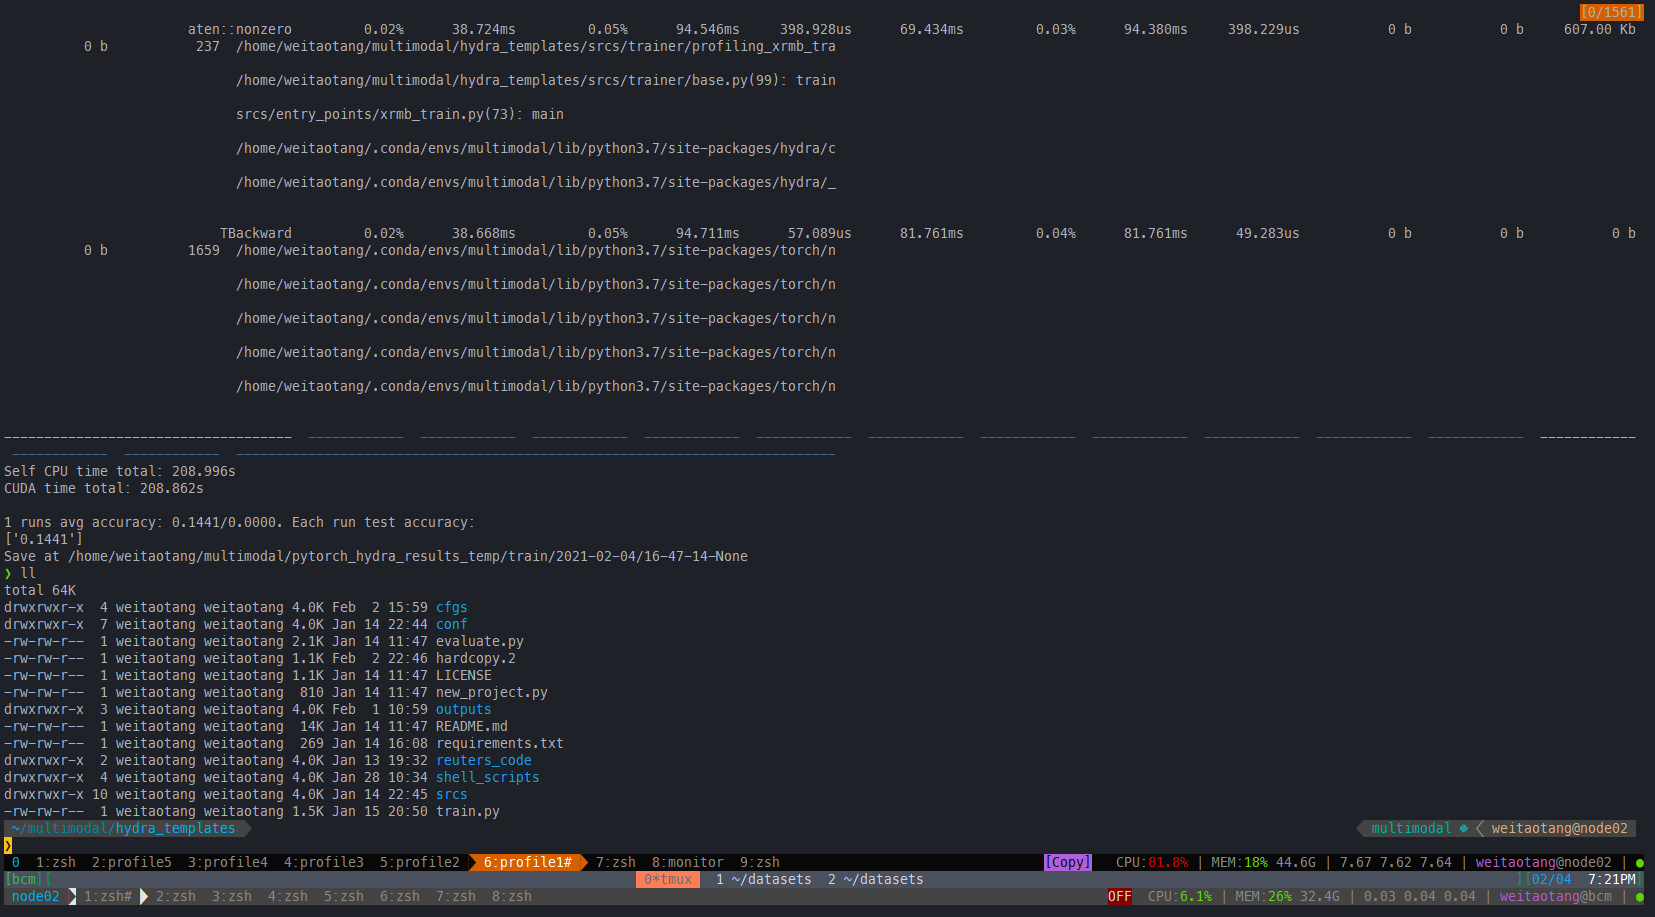 [0/1561]
aten::nonzero 0.02% 38.724ms 0.05% 94.546ms 398.928us 69.434ms 0.03% 94.380ms 398.229us 0 b 0 b 607.00 Kb
0 b 237 /home/weitaotang/multimodal/hydra_templates/srcs/trainer/profiling_xrmb_tra
/home/weitaotang/multimodal/hydra_templates/srcs/trainer/base.py(99): train
srcs/entry_points/xrmb_train.py(73): main
/home/weitaotang/.conda/envs/multimodal/lib/python3.7/site-packages/hydra/c
/home/weitaotang/.conda/envs/multimodal/lib/python3.7/site-packages/hydra/_
TBackward 0.02% 38.668ms 0.05% 94.711ms 57.089us 81.761ms 0.04% 81.761ms 49.283us 0 b 0 b 0 b
0 b 1659 /home/weitaotang/.conda/envs/multimodal/lib/python3.7/site-packages/torch/n
/home/weitaotang/.conda/envs/multimodal/lib/python3.7/site-packages/torch/n
/home/weitaotang/.conda/envs/multimodal/lib/python3.7/site-packages/torch/n
/home/weitaotang/.conda/envs/multimodal/lib/python3.7/site-packages/torch/n
/home/weitaotang/.conda/envs/multimodal/lib/python3.7/site-packages/torch/n
------------------------------------ ------------ ------------ ------------ ------------ ------------ ------------ ------------ ------------ ------------ ------------ ------------ ------------
------------ ------------ ---------------------------------------------------------------------------
Self CPU time total: 208.996s
CUDA time total: 208.862s
1 runs avg accuracy: 0.1441/0.0000. Each run test accuracy:
['0.1441']
Save at /home/weitaotang/multimodal/pytorch_hydra_results_temp/train/2021-02-04/16-47-14-None
❯ ll
total 64K
drwxrwxr-x 4 weitaotang weitaotang 4.0K Feb 2 15:59 cfgs
drwxrwxr-x 7 weitaotang weitaotang 4.0K Jan 14 22:44 conf
-rw-rw-r-- 1 weitaotang weitaotang 2.1K Jan 14 11:47 evaluate.py
-rw-rw-r-- 1 weitaotang weitaotang 1.1K Feb 2 22:46 hardcopy.2
-rw-rw-r-- 1 weitaotang weitaotang 1.1K Jan 14 11:47 LICENSE
-rw-rw-r-- 1 weitaotang weitaotang 810 Jan 14 11:47 new_project.py
drwxrwxr-x 3 weitaotang weitaotang 4.0K Feb 1 10:59 outputs
-rw-rw-r-- 1 weitaotang weitaotang 14K Jan 14 11:47 README.md
-rw-rw-r-- 1 weitaotang weitaotang 269 Jan 14 16:08 requirements.txt
drwxrwxr-x 2 weitaotang weitaotang 4.0K Jan 13 19:32 reuters_code
drwxrwxr-x 4 weitaotang weitaotang 4.0K Jan 28 10:34 shell_scripts
drwxrwxr-x 10 weitaotang weitaotang 4.0K Jan 14 22:45 srcs
-rw-rw-r-- 1 weitaotang weitaotang 1.5K Jan 15 20:50 train.py
~/multimodal/hydra_templates multimodal weitaotang@node02
❯
0 1:zsh 2:profile5 3:profile4 4:profile3 5:profile2 6:profile1# 7:zsh 8:monitor 9:zsh [Copy] CPU:81.8% | MEM:18% 44.6G | 7.67 7.62 7.64 | weitaotang@node02 | ●
[bcm][ 0*tmux 1 ~/datasets 2 ~/datasets ][02/04 7:21PM]
node02 1:zsh# 2:zsh 3:zsh 4:zsh 5:zsh 6:zsh 7:zsh 8:zsh OFF CPU:6.1% | MEM:26% 32.4G | 0.03 0.04 0.04 | weitaotang@bcm | ●